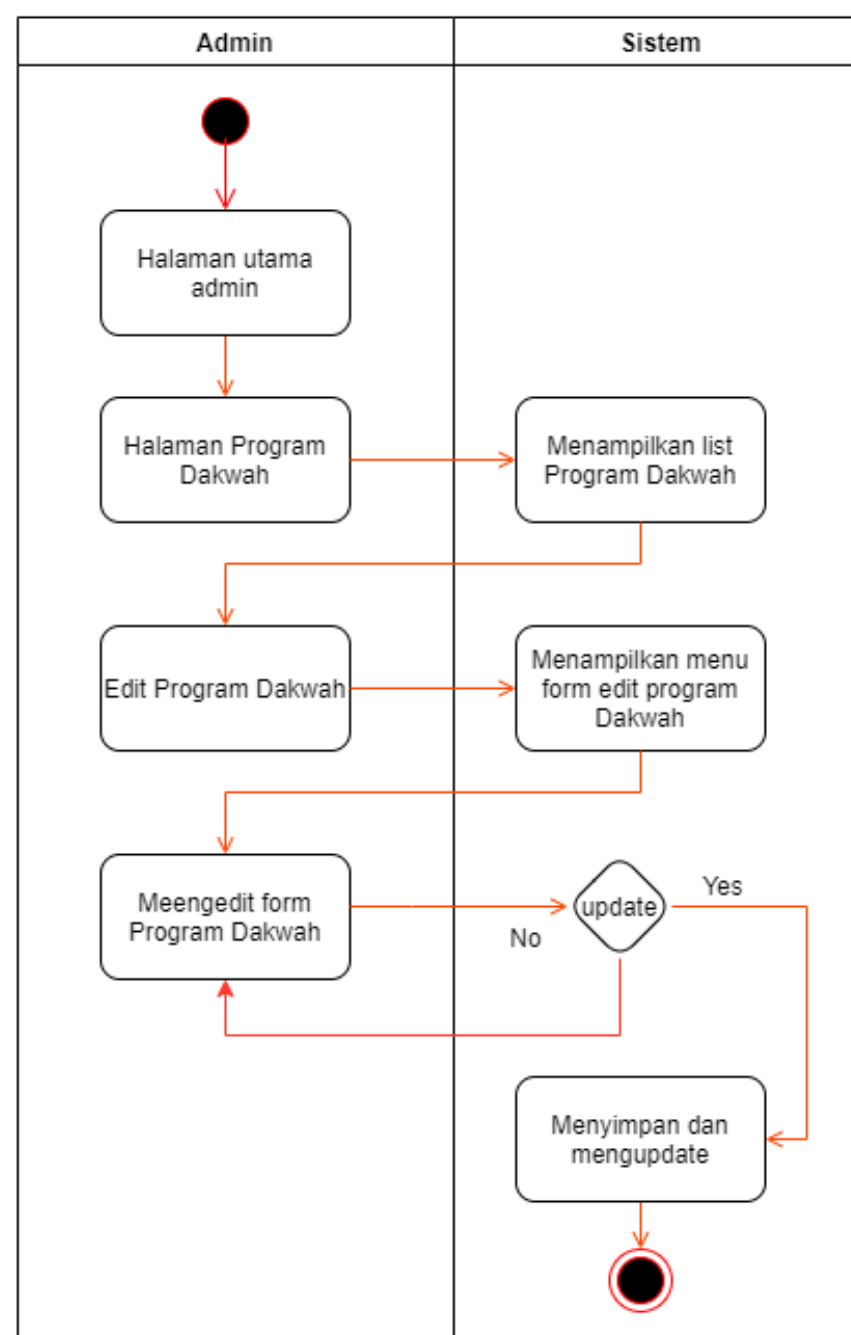 Admin
Sistem
Halaman utama
admin
Halaman Program
Dakwah
Menampilkan list
Program Dakwah
Edit Program Dakwah
Menampilkan menu
form edit program
Dakwah
Meengedit form
Program Dakwah
update
Yes
No
Menyimpan dan
mengupdate